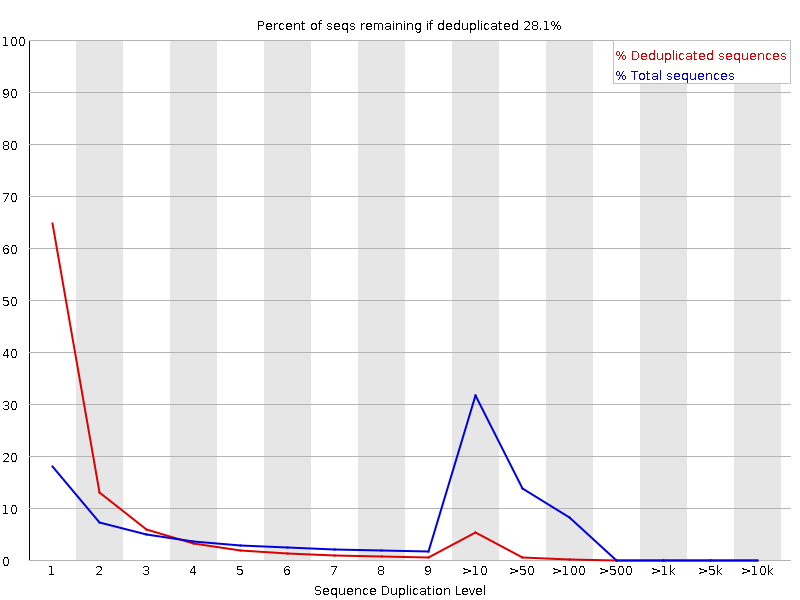 Percent of seqs remaining if deduplicated 28.1%
% Deduplicated sequences
% Total sequences
100
90
80
70
60
50
40
30
20
10
0
1 2 3 4 5 6 7 8 9 >10 >50 >100 >500 >1k >5k >10k
Sequence Duplication Level